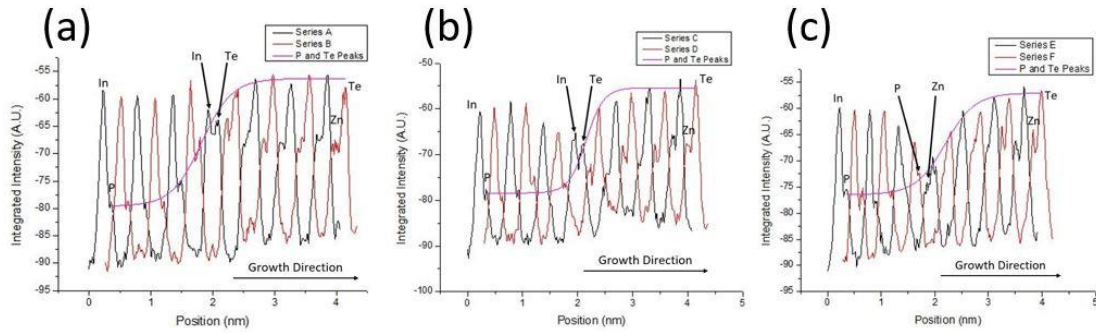 (a)
Series A
Series B
P and Te Peaks
In
In
Te
Te
Zn
P
Growth Direction
Integrated Intensity (A.U.)
-55
-60
-65
-70
-75
-80
-85
-90
-95
0
1
2
3
4
Position (nm)
(b)
Series C
Series D
P and Te Peaks
In
In
Te
Te
Zn
P
Growth Direction
Integrated Intensity (A.U.)
-50
-60
-70
-80
-90
-100
0
1
2
3
4
5
Position (nm)
(c)
Series E
Series F
P and Te Peaks
In
P
Zn
Te
Zn
P
Growth Direction
Integrated Intensity (A.U.)
-55
-60
-65
-70
-75
-80
-85
-90
-95
0
1
2
3
4
5
Position (nm)